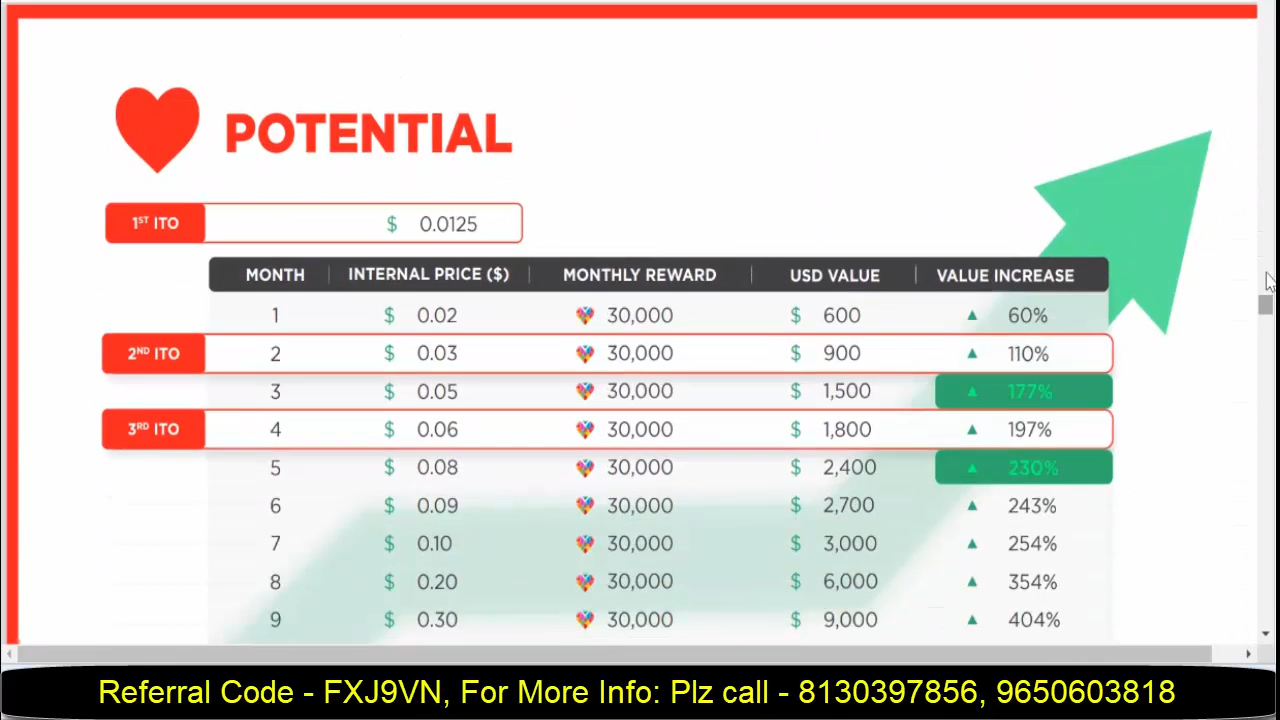 POTENTIAL
1ST ITO $ 0.0125
MONTH INTERNAL PRICE ($) MONTHLY REWARD USD VALUE VALUE INCREASE
1 $ 0.02 30,000 $ 600 ▲ 60%
2ND ITO 2 $ 0.03 30,000 $ 900 ▲ 110%
3 $ 0.05 30,000 $ 1,500 ▲ 177%
3RD ITO 4 $ 0.06 30,000 $ 1,800 ▲ 197%
5 $ 0.08 30,000 $ 2,400 ▲ 230%
6 $ 0.09 30,000 $ 2,700 ▲ 243%
7 $ 0.10 30,000 $ 3,000 ▲ 254%
8 $ 0.20 30,000 $ 6,000 ▲ 354%
9 $ 0.30 30,000 $ 9,000 ▲ 404%
Referral Code - FXJ9VN, For More Info: Plz call - 8130397856, 9650603818